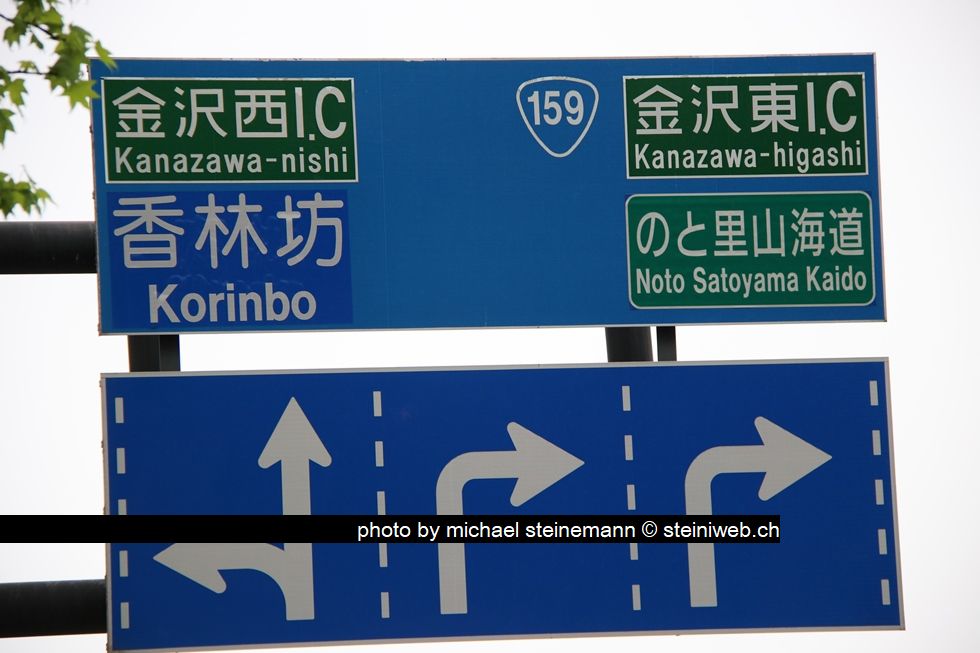 金沢西I.C
Kanazawa-nishi
香林坊
Korinbo
159
金沢東I.C
Kanazawa-higashi
のと里山海道
Noto Satoyama Kaido
photo by michael steinemann © steiniweb.ch